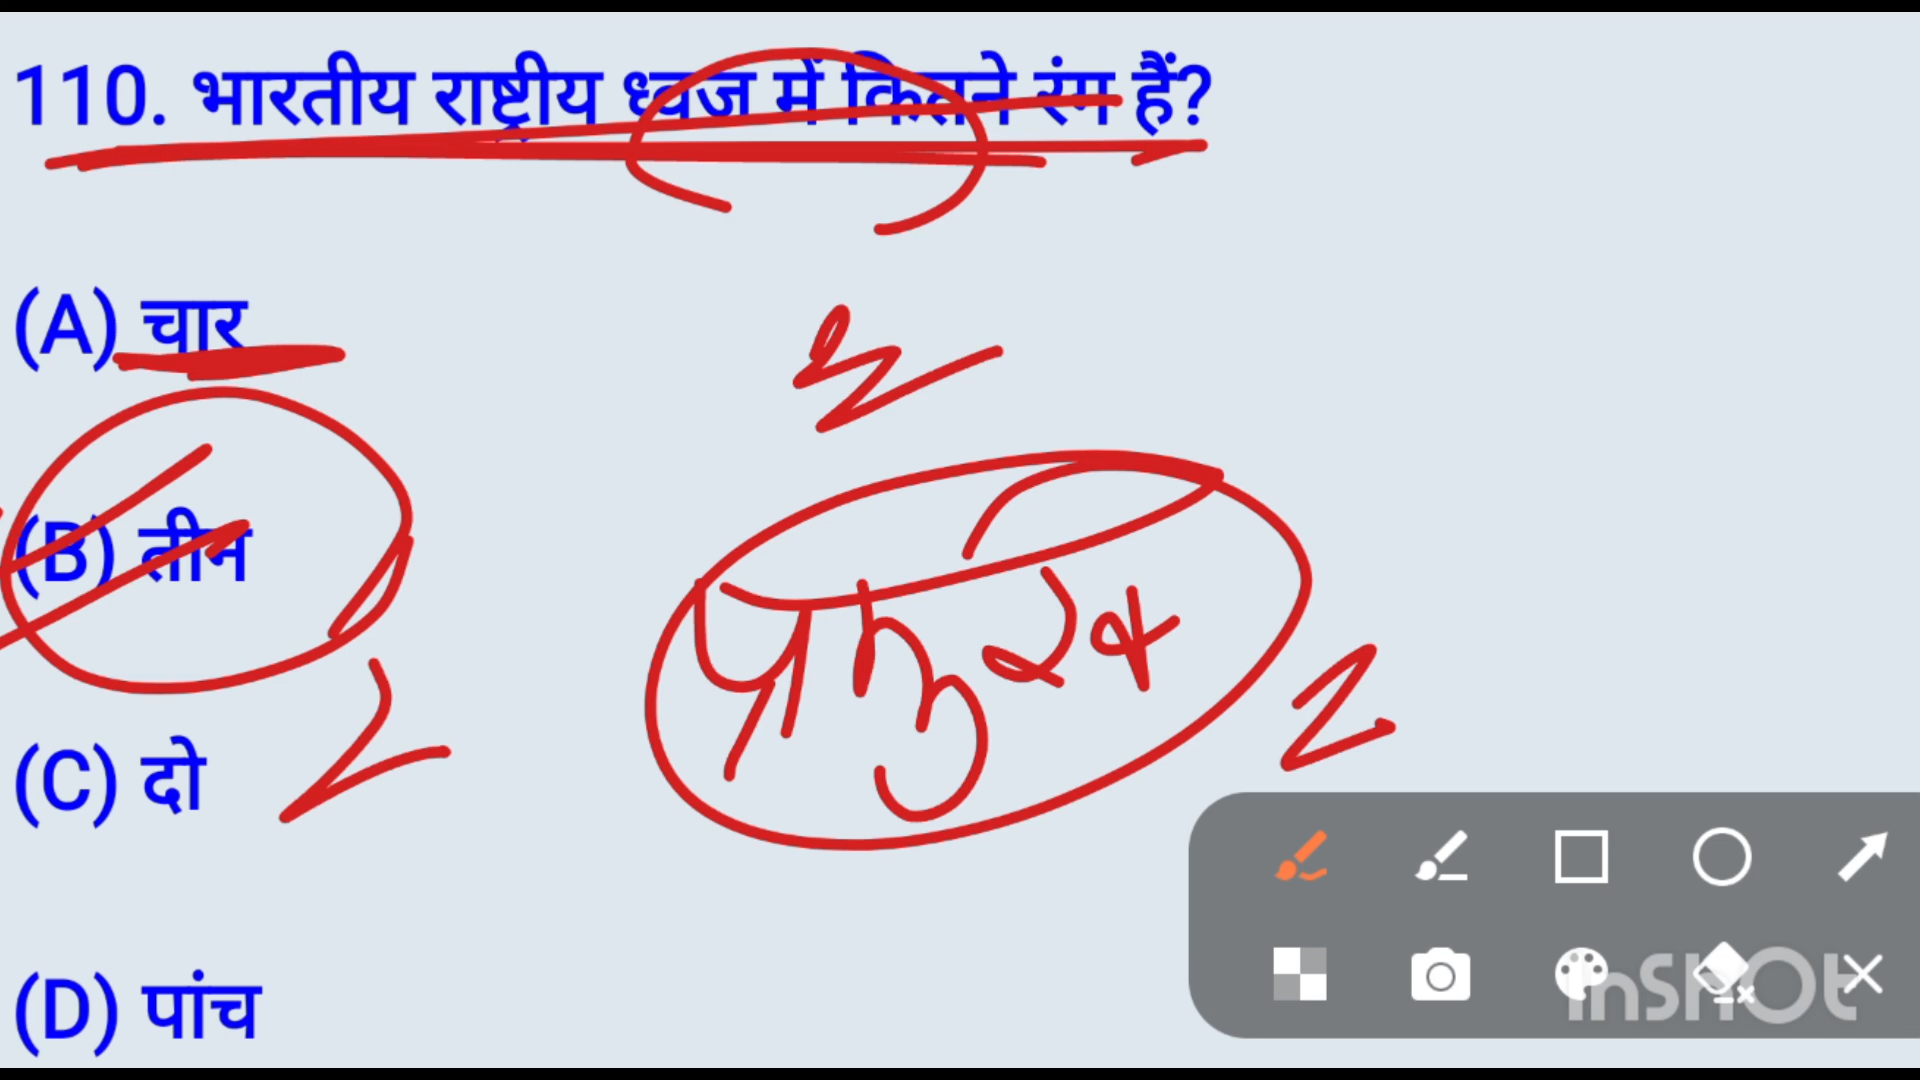 110. भारतीय राष्ट्रीय ध्वज में कितने रंग हैं?
(A) चार
(B) तीन
(C) दो
(D) पांच
InSHOt